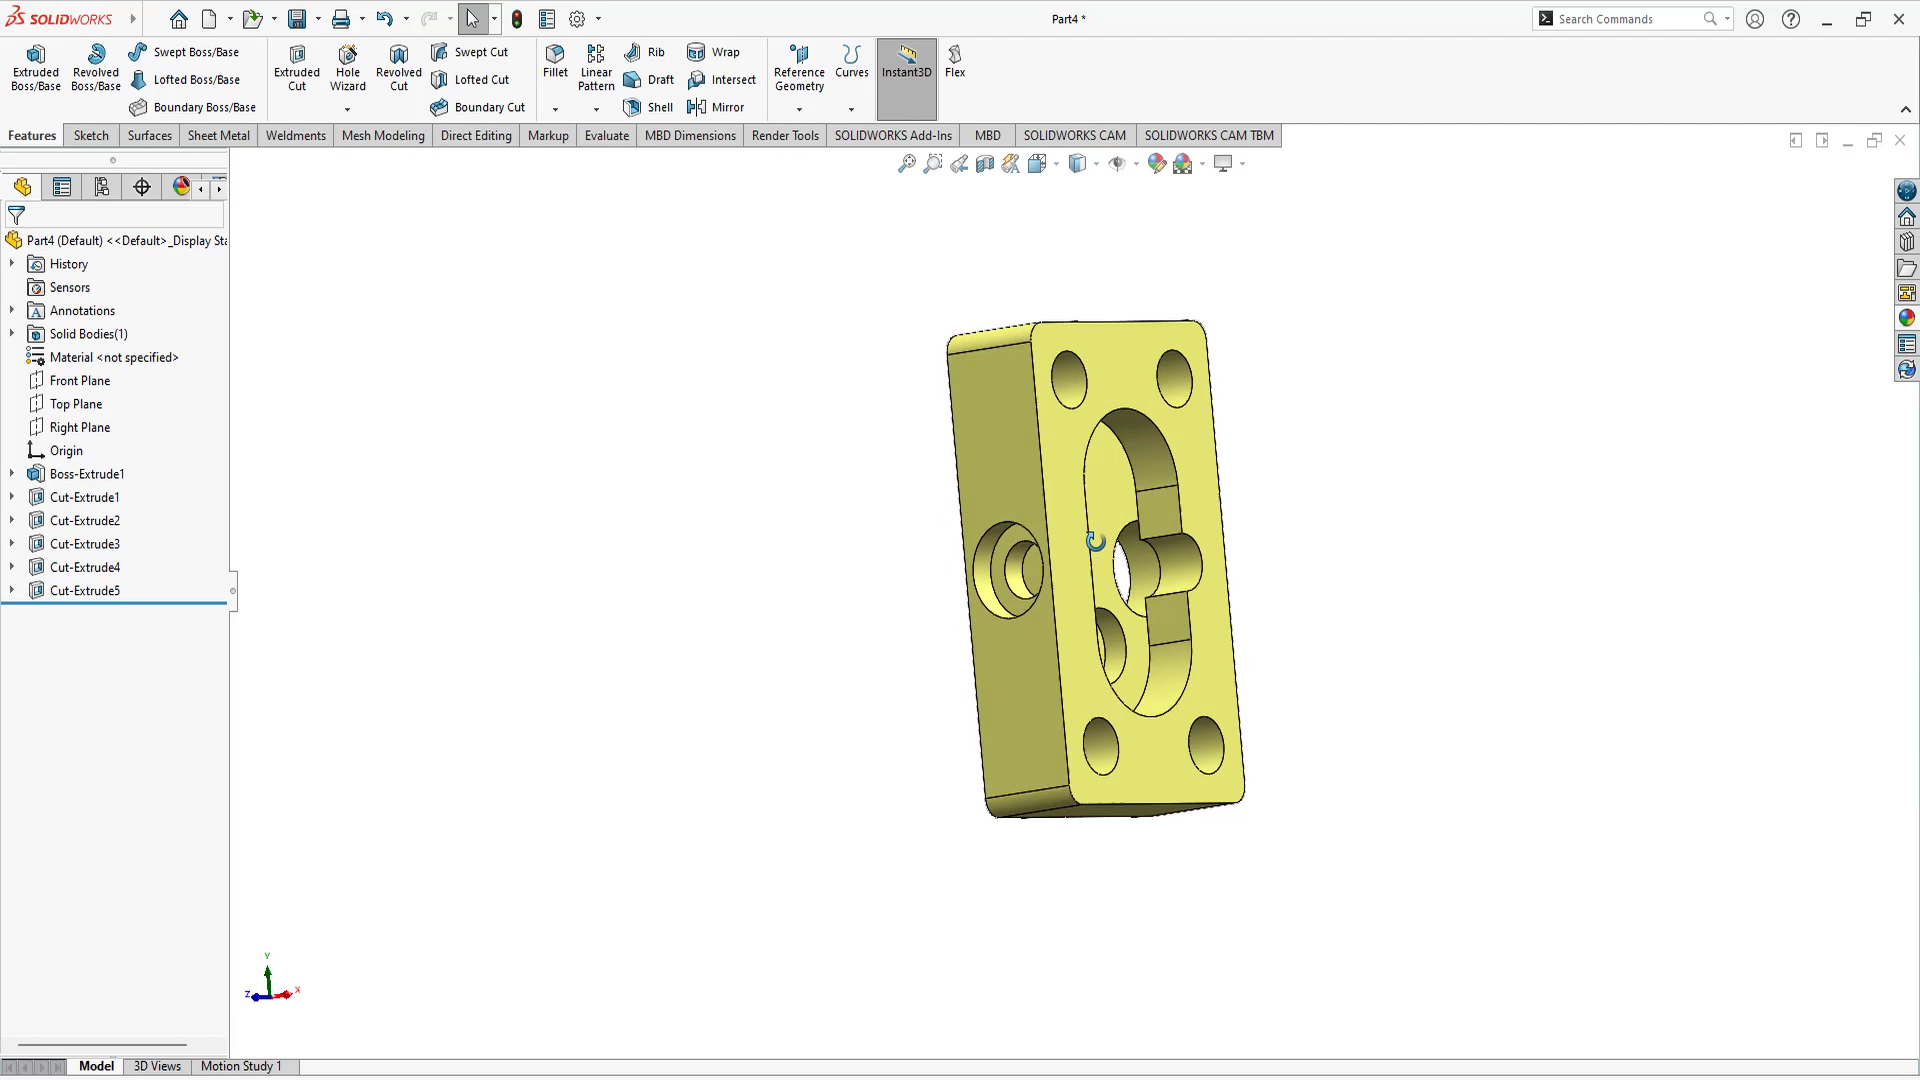 SOLIDWORKS
Part4 *
Search Commands
Extruded Boss/Base
Revolved Boss/Base
Swept Boss/Base
Lofted Boss/Base
Boundary Boss/Base
Extruded Cut
Hole Wizard
Revolved Cut
Swept Cut
Lofted Cut
Boundary Cut
Fillet
Linear Pattern
Rib
Draft
Shell
Wrap
Intersect
Mirror
Reference Geometry
Curves
Instant3D
Flex
Features
Sketch
Surfaces
Sheet Metal
Weldments
Mesh Modeling
Direct Editing
Markup
Evaluate
MBD Dimensions
Render Tools
SOLIDWORKS Add-Ins
MBD
SOLIDWORKS CAM
SOLIDWORKS CAM TBM
Part4 (Default) <<Default>_Display Sta
History
Sensors
Annotations
Solid Bodies(1)
Material <not specified>
Front Plane
Top Plane
Right Plane
Origin
Boss-Extrude1
Cut-Extrude1
Cut-Extrude2
Cut-Extrude3
Cut-Extrude4
Cut-Extrude5
Y
Z
X
Model
3D Views
Motion Study 1